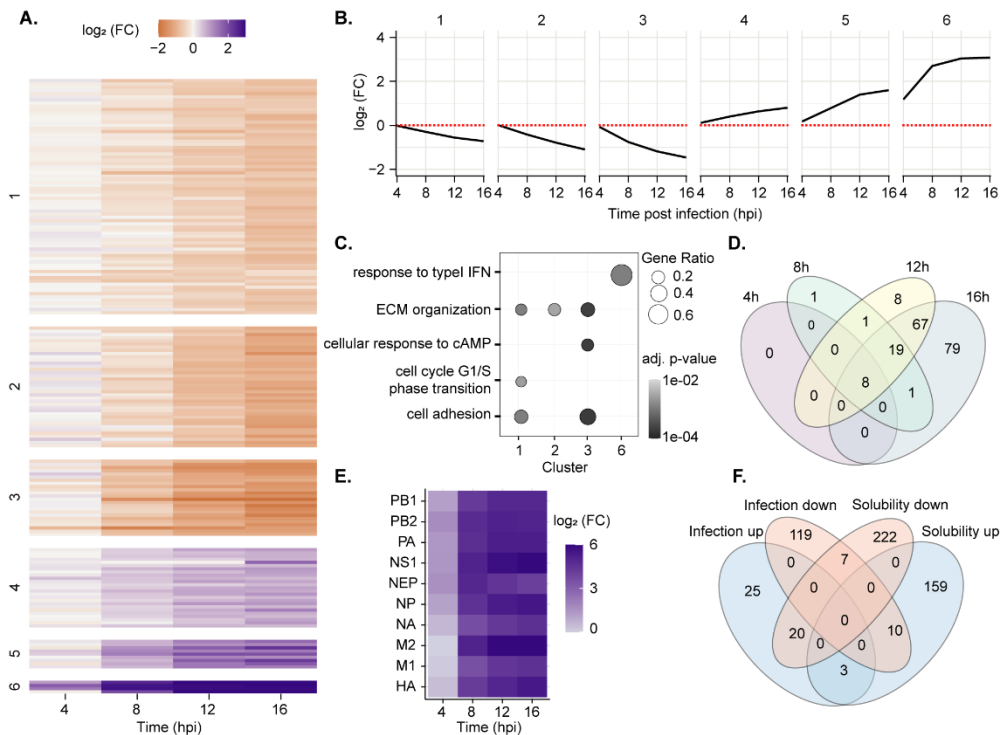 A.
log₂ (FC)
−2 0 2
1
2
3
4
5
6
4 8 12 16
Time (hpi)
B.
1 2 3 4 5 6
log₂ (FC)
4
2
0
−2
4 8 12 16 4 8 12 16 4 8 12 16 4 8 12 16 4 8 12 16 4 8 12 16
Time post infection (hpi)
C.
response to typeI IFN
ECM organization
cellular response to cAMP
cell cycle G1/S
phase transition
cell adhesion
1 2 3 6
Cluster
Gene Ratio
0.2
0.4
0.6
adj. p-value
1e-02
1e-04
D.
4h
8h
12h
16h
0
1
8
79
0
1
67
0
19
8
0
0
0
1
0
E.
PB1
PB2
PA
NS1
NEP
NP
NA
M2
M1
HA
4 8 12 16
Time (hpi)
log₂ (FC)
6
3
0
F.
Infection up
Infection down
Solubility down
Solubility up
25
119
222
159
0
7
0
0
0
0
20
0
0
10
3